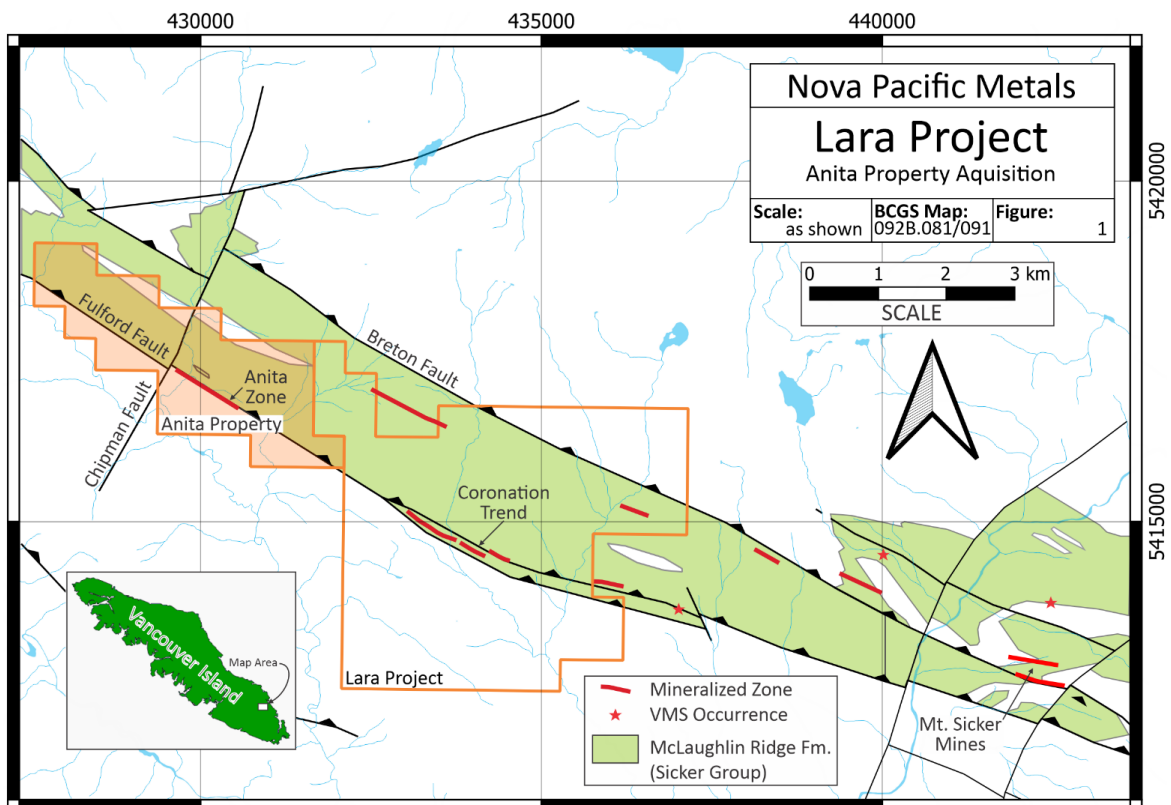 430000
435000
440000
Nova Pacific Metals
Lara Project
Anita Property Aquisition
Scale:
as shown
BCGS Map:
092B.081/091
Figure:
1
5420000
0 1 2 3 km
SCALE
Fulford Fault
Breton Fault
Anita
Zone
Chipman Fault
Anita Property
Coronation
Trend
5415000
Vancouver Island
Map Area
Lara Project
Mineralized Zone
VMS Occurrence
McLaughlin Ridge Fm.
(Sicker Group)
Mt. Sicker
Mines